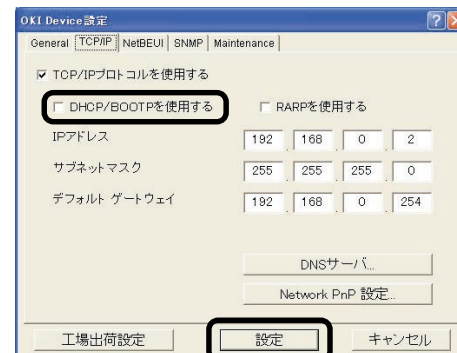 OKI Device設定
General TCP/IP NetBEUI SNMP Maintenance
TCP/IPプロトコルを使用する
DHCP/BOOTPを使用する RARPを使用する
IPアドレス 192 . 168 . 0 . 2
サブネットマスク 255 . 255 . 255 . 0
デフォルト ゲートウェイ 192 . 168 . 0 . 254
DNSサーバ...
Network PnP 設定...
工場出荷設定 設定 キャンセル